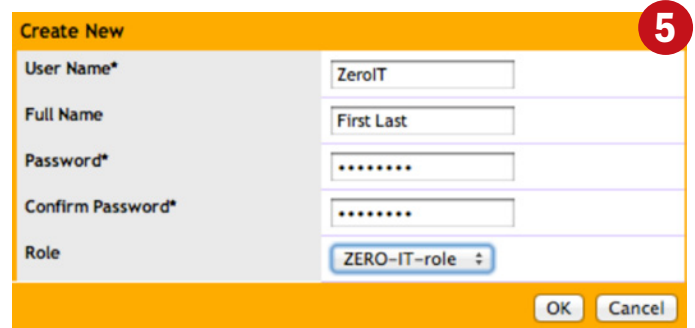 Create New
5
User Name*
ZeroIT
Full Name
First Last
Password*
••••••••
Confirm Password*
••••••••
Role
ZERO-IT-role
OK
Cancel